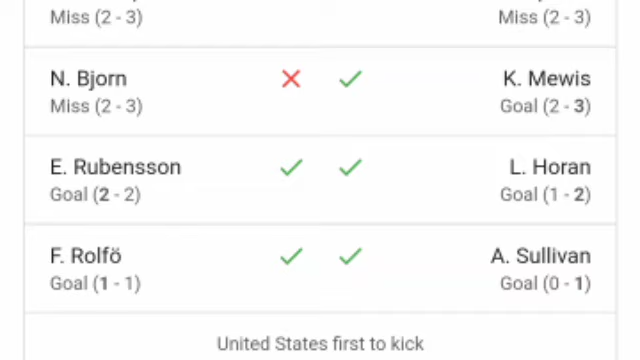 Miss (2 - 3) Miss (2 - 3)
N. Bjorn K. Mewis
Miss (2 - 3) Goal (2 - 3)
E. Rubensson L. Horan
Goal (2 - 2) Goal (1 - 2)
F. Rolfö A. Sullivan
Goal (1 - 1) Goal (0 - 1)
United States first to kick